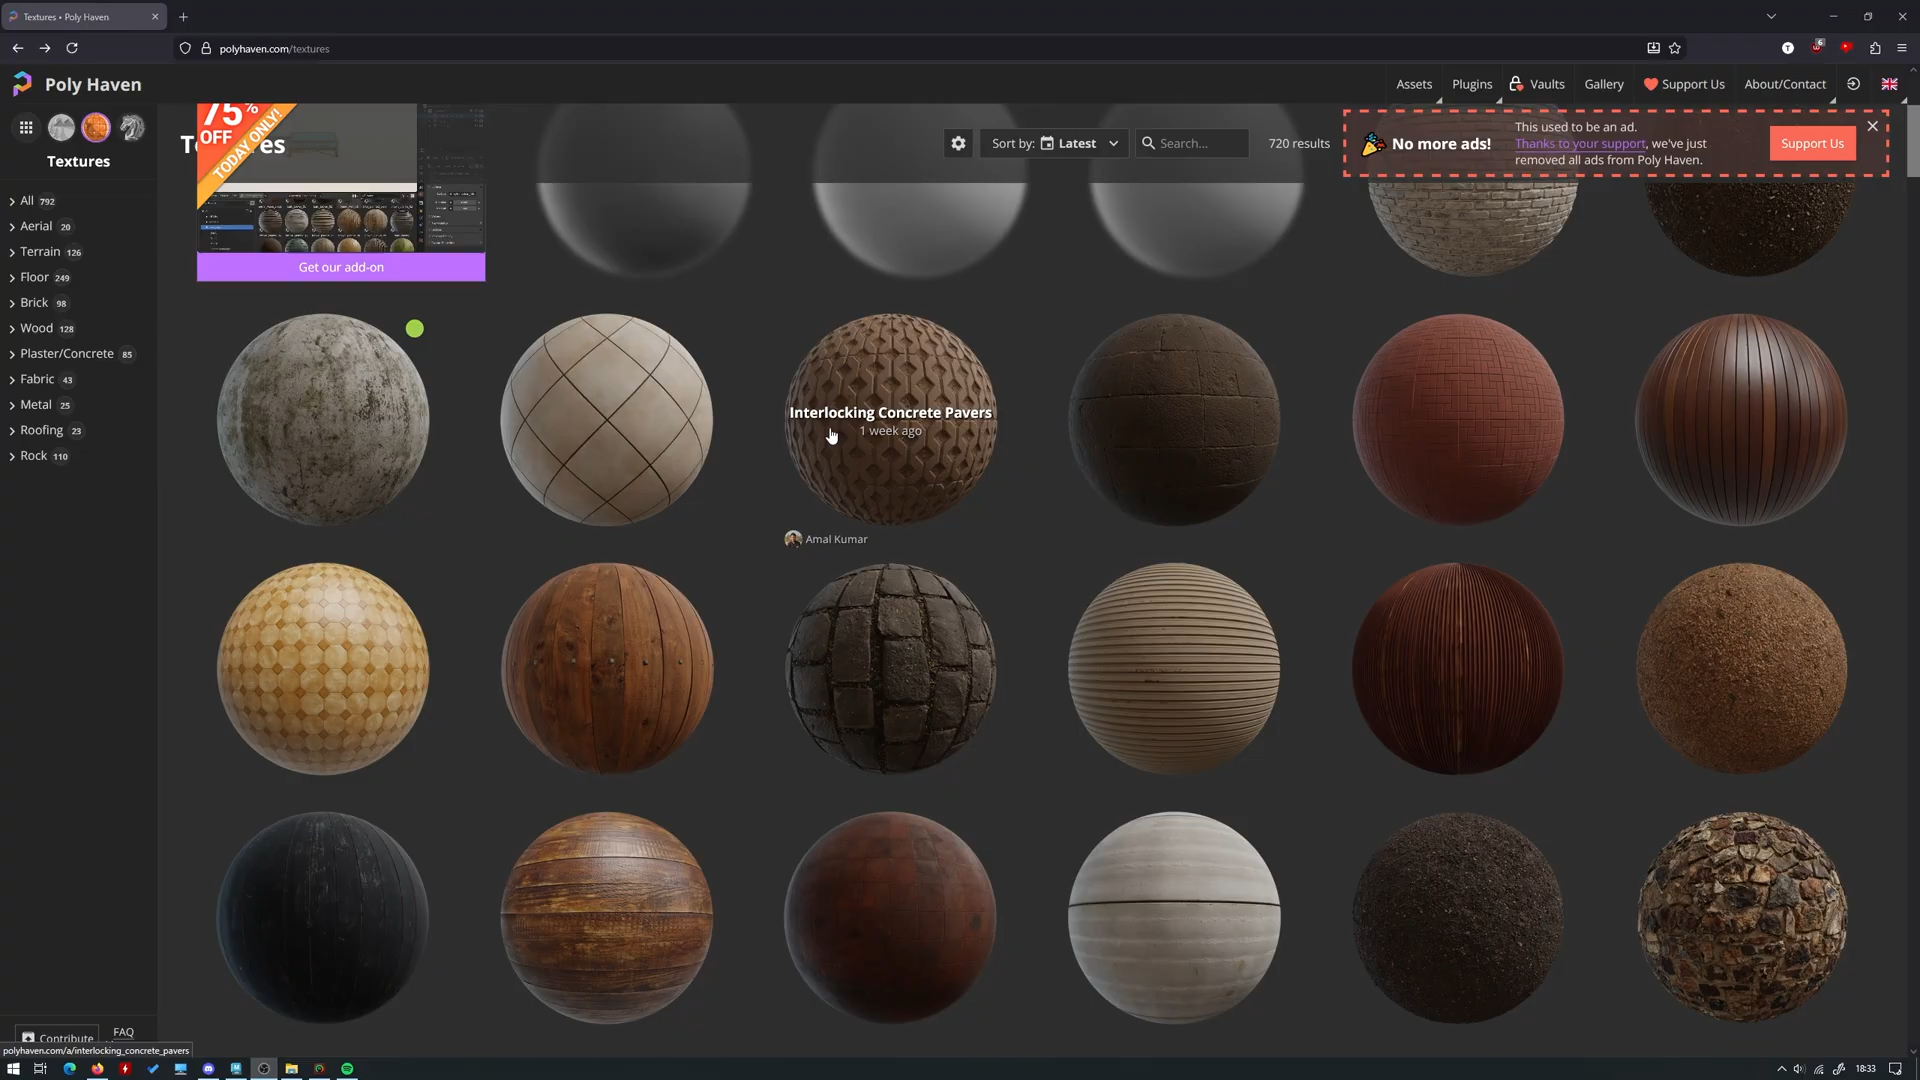 Textures • Poly Haven
polyhaven.com/textures
T
6
Poly Haven
Assets
Plugins
Vaults
Gallery
Support Us
About/Contact
Textures
All 792
Aerial 20
Terrain 126
Floor 249
Brick 98
Wood 128
Plaster/Concrete 85
Fabric 43
Metal 25
Roofing 23
Rock 110
75%
OFF
TODAY ONLY!
Get our add-on
Sort by: Latest
Search...
720 results
No more ads!
This used to be an ad.
Thanks to your support, we've just
removed all ads from Poly Haven.
Support Us
Interlocking Concrete Pavers
1 week ago
Amal Kumar
Contribute
FAQ
polyhaven.com/a/interlocking_concrete_pavers
18:33